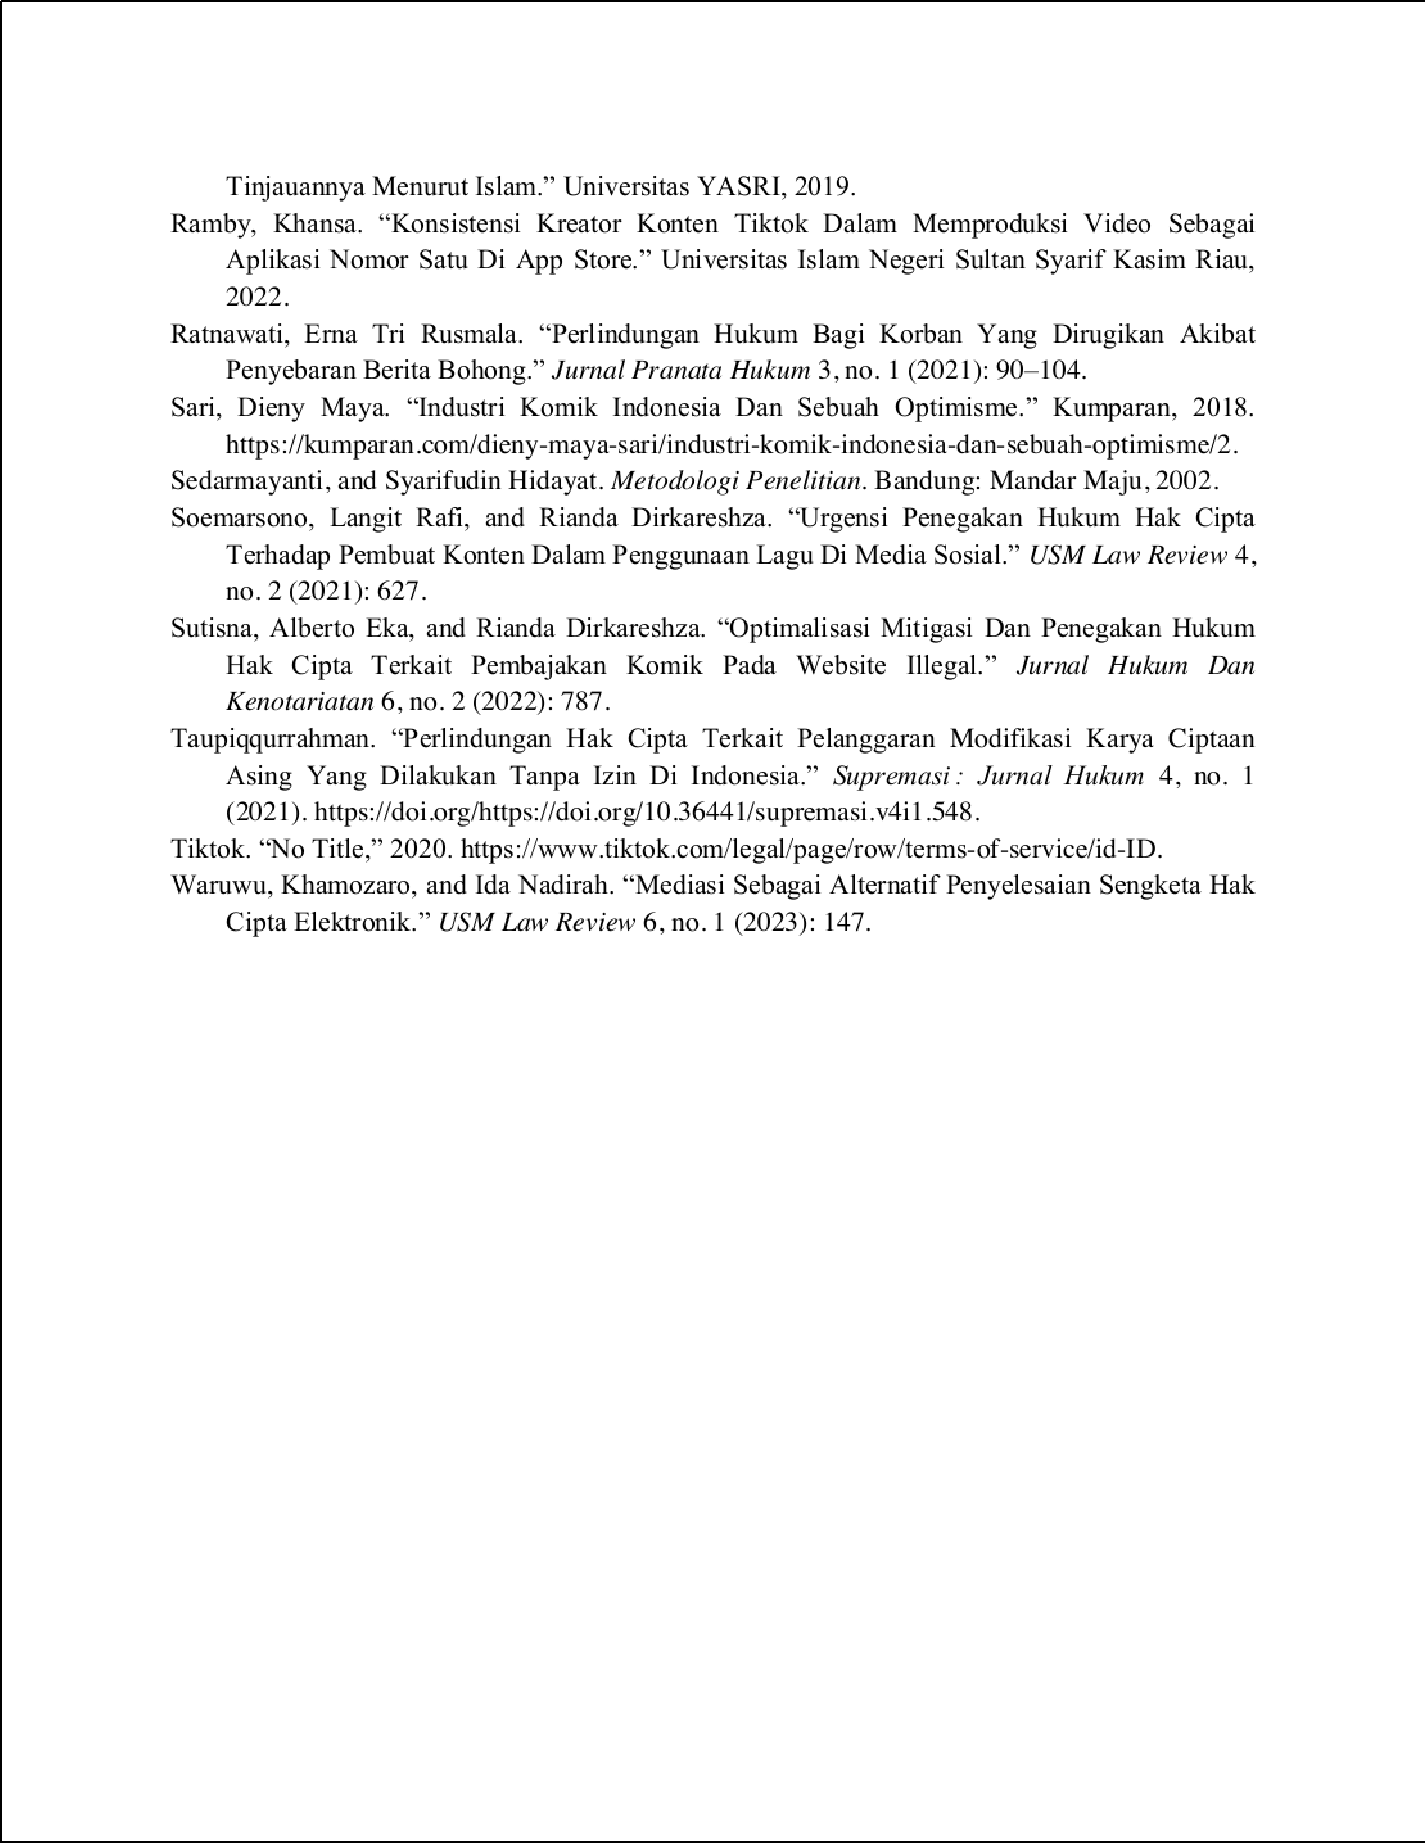 Tinjauannya Menurut Islam.” Universitas YASRI, 2019.
Ramby, Khansa. “Konsistensi Kreator Konten Tiktok Dalam Memproduksi Video Sebagai
Aplikasi Nomor Satu Di App Store.” Universitas Islam Negeri Sultan Syarif Kasim Riau,
2022.
Ratnawati, Erna Tri Rusmala. “Perlindungan Hukum Bagi Korban Yang Dirugikan Akibat
Penyebaran Berita Bohong.” Jurnal Pranata Hukum 3, no. 1 (2021): 90–104.
Sari, Dieny Maya. “Industri Komik Indonesia Dan Sebuah Optimisme.” Kumparan, 2018.
https://kumparan.com/dieny-maya-sari/industri-komik-indonesia-dan-sebuah-optimisme/2.
Sedarmayanti, and Syarifudin Hidayat. Metodologi Penelitian. Bandung: Mandar Maju, 2002.
Soemarsono, Langit Rafi, and Rianda Dirkareshza. “Urgensi Penegakan Hukum Hak Cipta
Terhadap Pembuat Konten Dalam Penggunaan Lagu Di Media Sosial.” USM Law Review 4,
no. 2 (2021): 627.
Sutisna, Alberto Eka, and Rianda Dirkareshza. “Optimalisasi Mitigasi Dan Penegakan Hukum
Hak Cipta Terkait Pembajakan Komik Pada Website Illegal.” Jurnal Hukum Dan
Kenotariatan 6, no. 2 (2022): 787.
Taupiqqurrahman. “Perlindungan Hak Cipta Terkait Pelanggaran Modifikasi Karya Ciptaan
Asing Yang Dilakukan Tanpa Izin Di Indonesia.” Supremasi : Jurnal Hukum 4, no. 1
(2021). https://doi.org/https://doi.org/10.36441/supremasi.v4i1.548.
Tiktok. “No Title,” 2020. https://www.tiktok.com/legal/page/row/terms-of-service/id-ID.
Waruwu, Khamozaro, and Ida Nadirah. “Mediasi Sebagai Alternatif Penyelesaian Sengketa Hak
Cipta Elektronik.” USM Law Review 6, no. 1 (2023): 147.